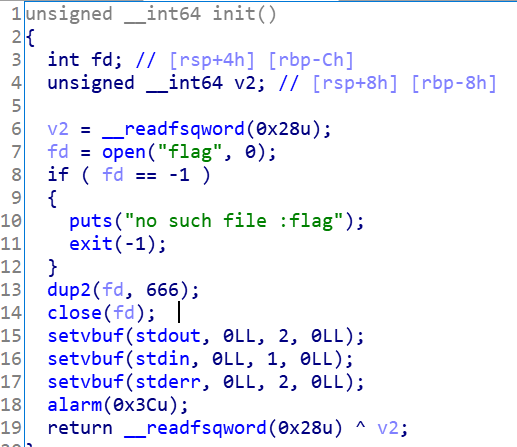 1 unsigned __int64 init()
2 {
3   int fd; // [rsp+4h] [rbp-Ch]
4   unsigned __int64 v2; // [rsp+8h] [rbp-8h]
5
6   v2 = __readfsqword(0x28u);
7   fd = open("flag", 0);
8   if ( fd == -1 )
9   {
10     puts("no such file :flag");
11     exit(-1);
12   }
13   dup2(fd, 666);
14   close(fd);
15   setvbuf(stdout, 0LL, 2, 0LL);
16   setvbuf(stdin, 0LL, 1, 0LL);
17   setvbuf(stderr, 0LL, 2, 0LL);
18   alarm(0x3Cu);
19   return __readfsqword(0x28u) ^ v2;